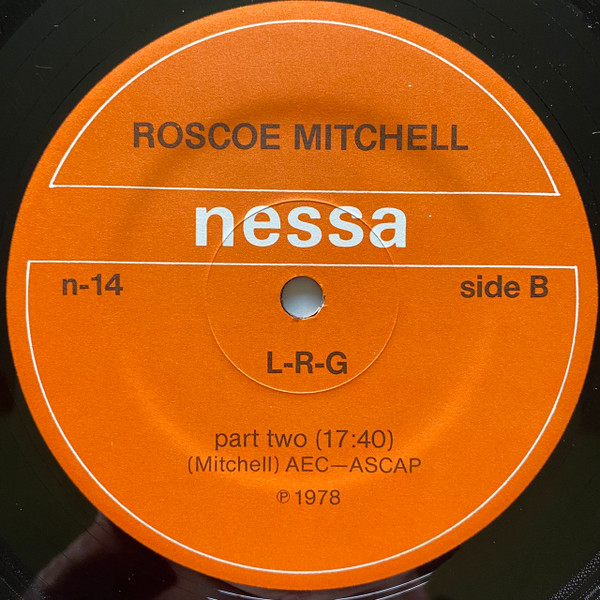 ROSCOE MITCHELL
nessa
n-14 side B
L-R-G
part two (17:40)
(Mitchell) AEC—ASCAP
℗ 1978